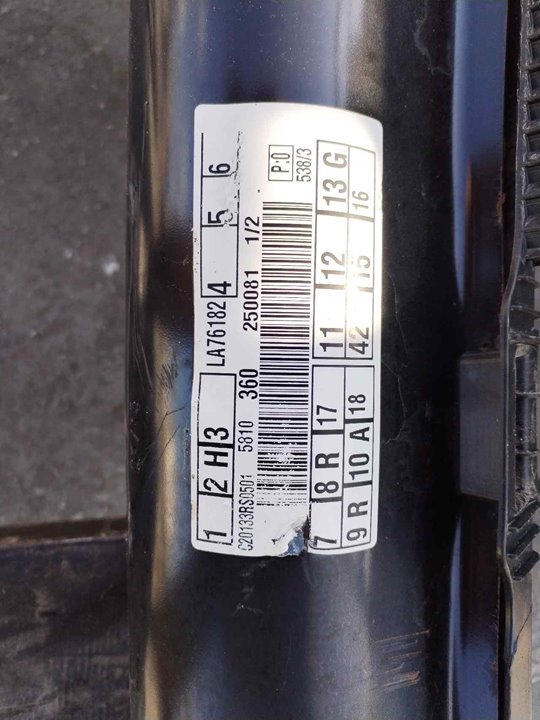 1 2 H 3 LA76182 4 5 6
C20133RS0501 5810 360 250081 1/2
P:0
538/3
7 8 R 17 11 12 13 G
9 R 10 A 18 42 15 16